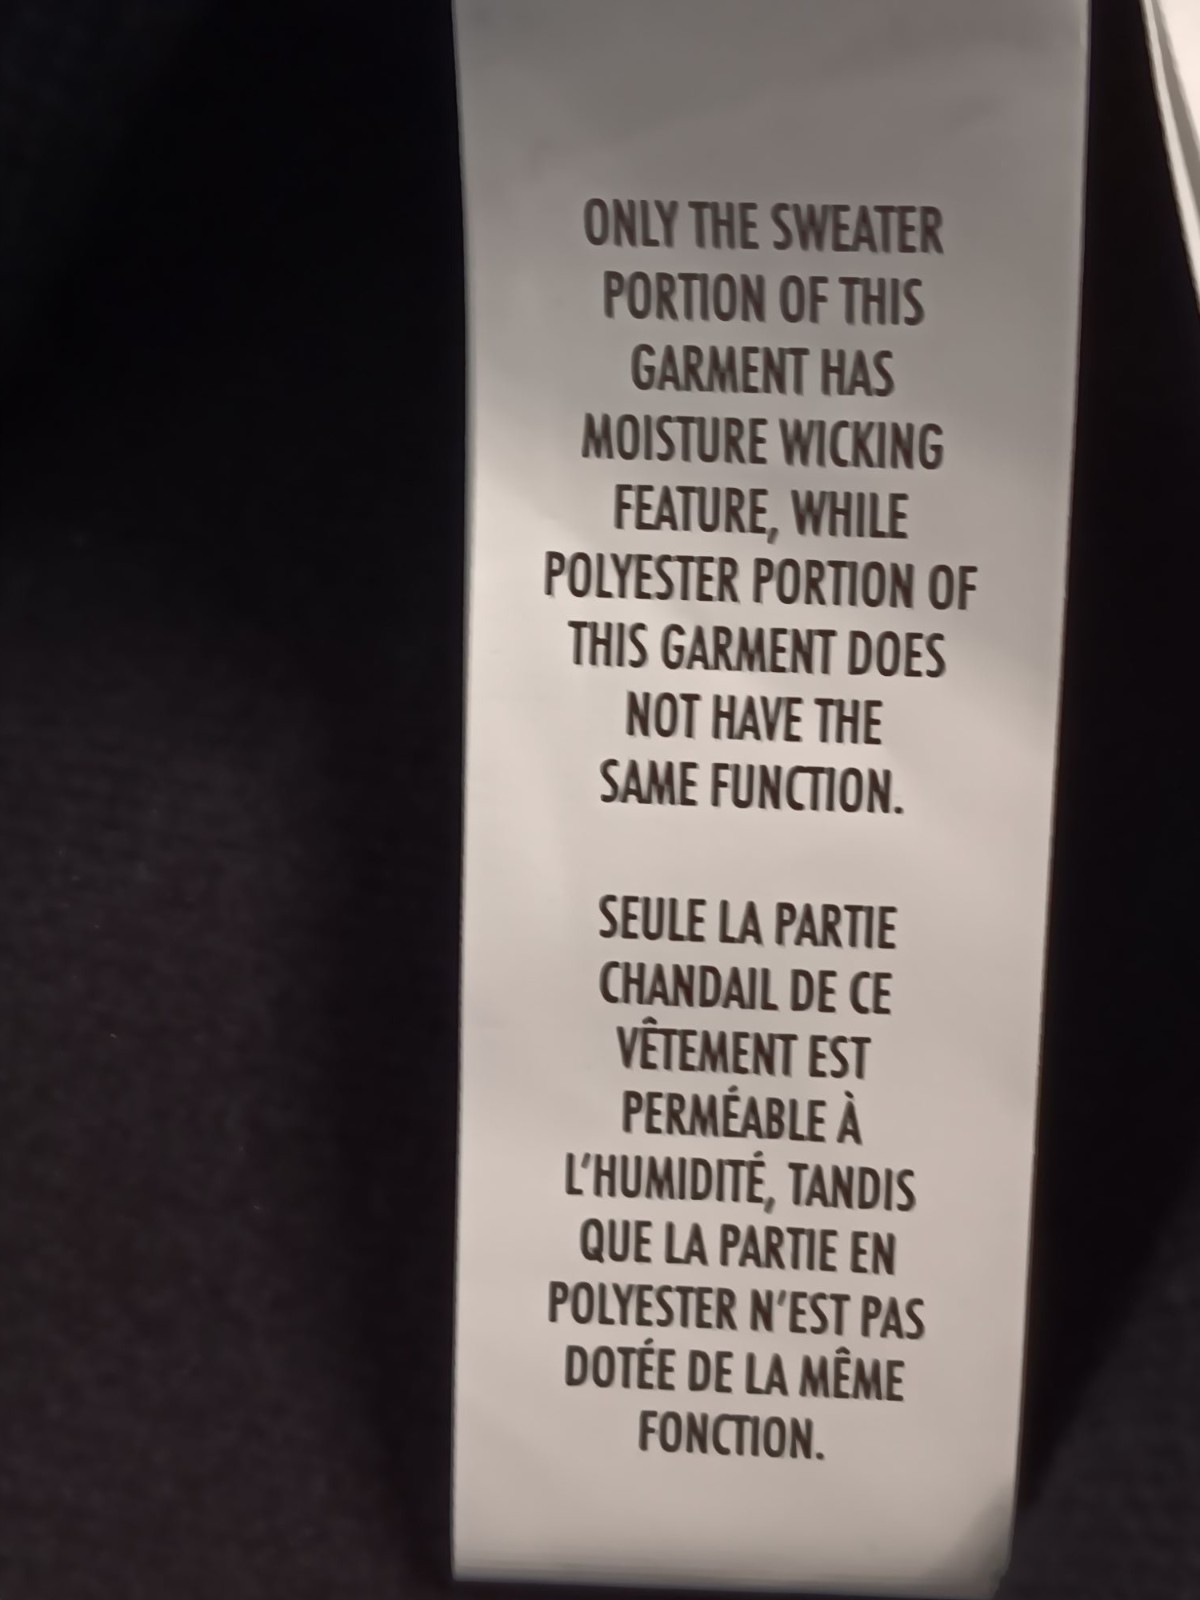 ONLY THE SWEATER
PORTION OF THIS
GARMENT HAS
MOISTURE WICKING
FEATURE, WHILE
POLYESTER PORTION OF
THIS GARMENT DOES
NOT HAVE THE
SAME FUNCTION.
SEULE LA PARTIE
CHANDAIL DE CE
VÊTEMENT EST
PERMÉABLE À
L'HUMIDITÉ, TANDIS
QUE LA PARTIE EN
POLYESTER N'EST PAS
DOTÉE DE LA MÊME
FONCTION.